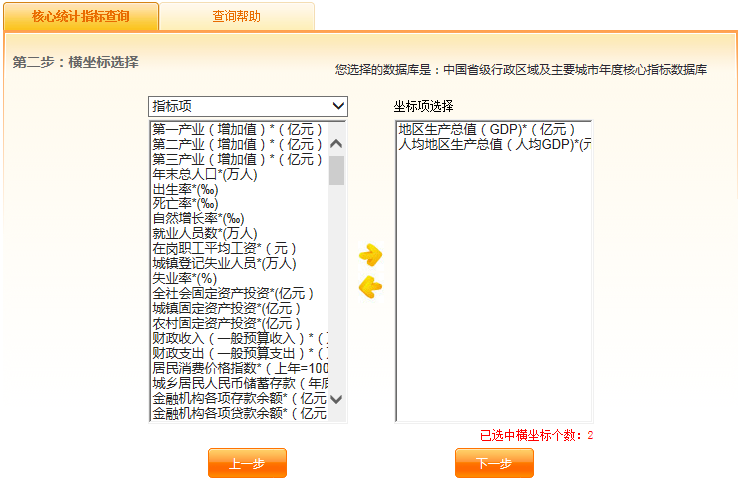 核心统计指标查询
查询帮助
第二步：横坐标选择
您选择的数据库是：中国省级行政区域及主要城市年度核心指标数据库
指标项
第一产业（增加值）*（亿元）
第二产业（增加值）*（亿元）
第三产业（增加值）*（亿元）
年末总人口*(万人)
出生率*(‰)
死亡率*(‰)
自然增长率*(‰)
就业人员数*(万人)
在岗职工平均工资*（元）
城镇登记失业人员*(万人)
失业率*(%)
全社会固定资产投资*(亿元）
城镇固定资产投资*(亿元）
农村固定资产投资*(亿元）
财政收入（一般预算收入）*（
财政支出（一般预算支出）*（
居民消费价格指数*（上年=100
城乡居民人民币储蓄存款（年底
金融机构各项存款余额*（亿元
金融机构各项贷款余额*（亿元
坐标项选择
地区生产总值（GDP)*（亿元）
人均地区生产总值（人均GDP)*(元
已选中横坐标个数：2
上一步
下一步